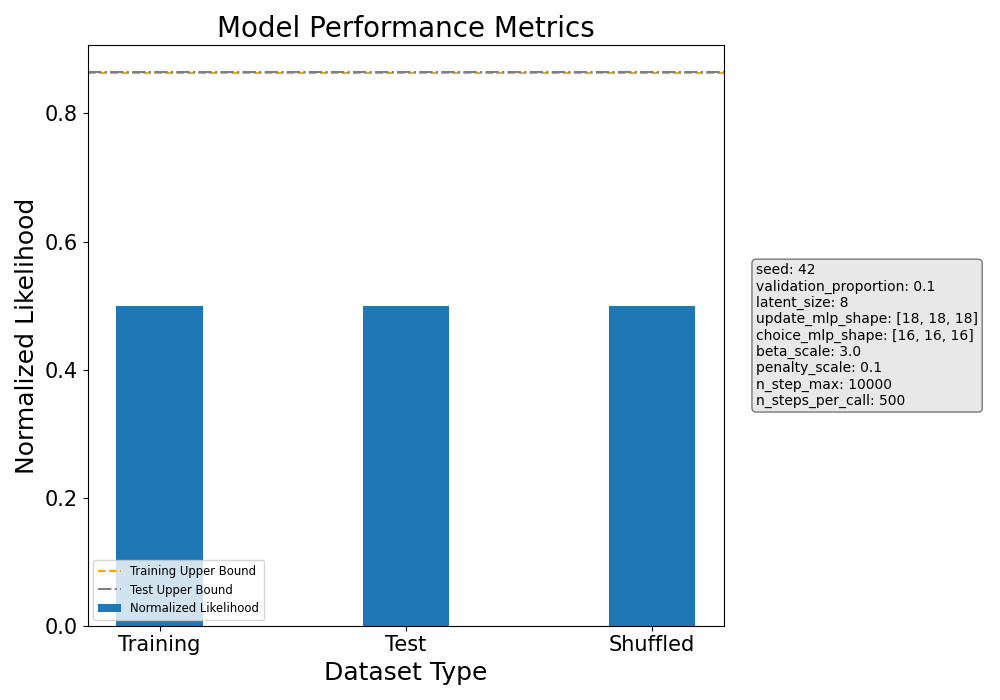 Model Performance Metrics
Normalized Likelihood
0.8
0.6
0.4
0.2
0.0
Training Upper Bound
Test Upper Bound
Normalized Likelihood
Training
Test
Shuffled
Dataset Type
seed: 42
validation_proportion: 0.1
latent_size: 8
update_mlp_shape: [18, 18, 18]
choice_mlp_shape: [16, 16, 16]
beta_scale: 3.0
penalty_scale: 0.1
n_step_max: 10000
n_steps_per_call: 500